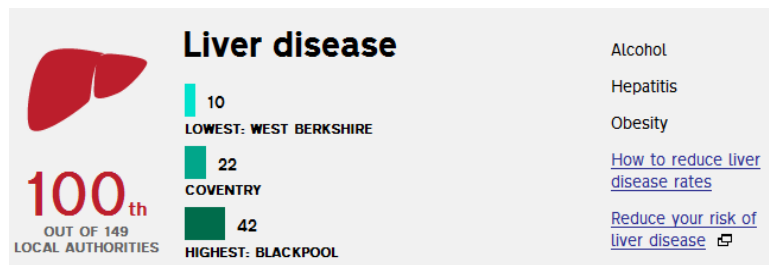 Liver disease
10
LOWEST: WEST BERKSHIRE
22
COVENTRY
42
HIGHEST: BLACKPOOL
100th
OUT OF 149
LOCAL AUTHORITIES
Alcohol
Hepatitis
Obesity
How to reduce liver
disease rates
Reduce your risk of
liver disease